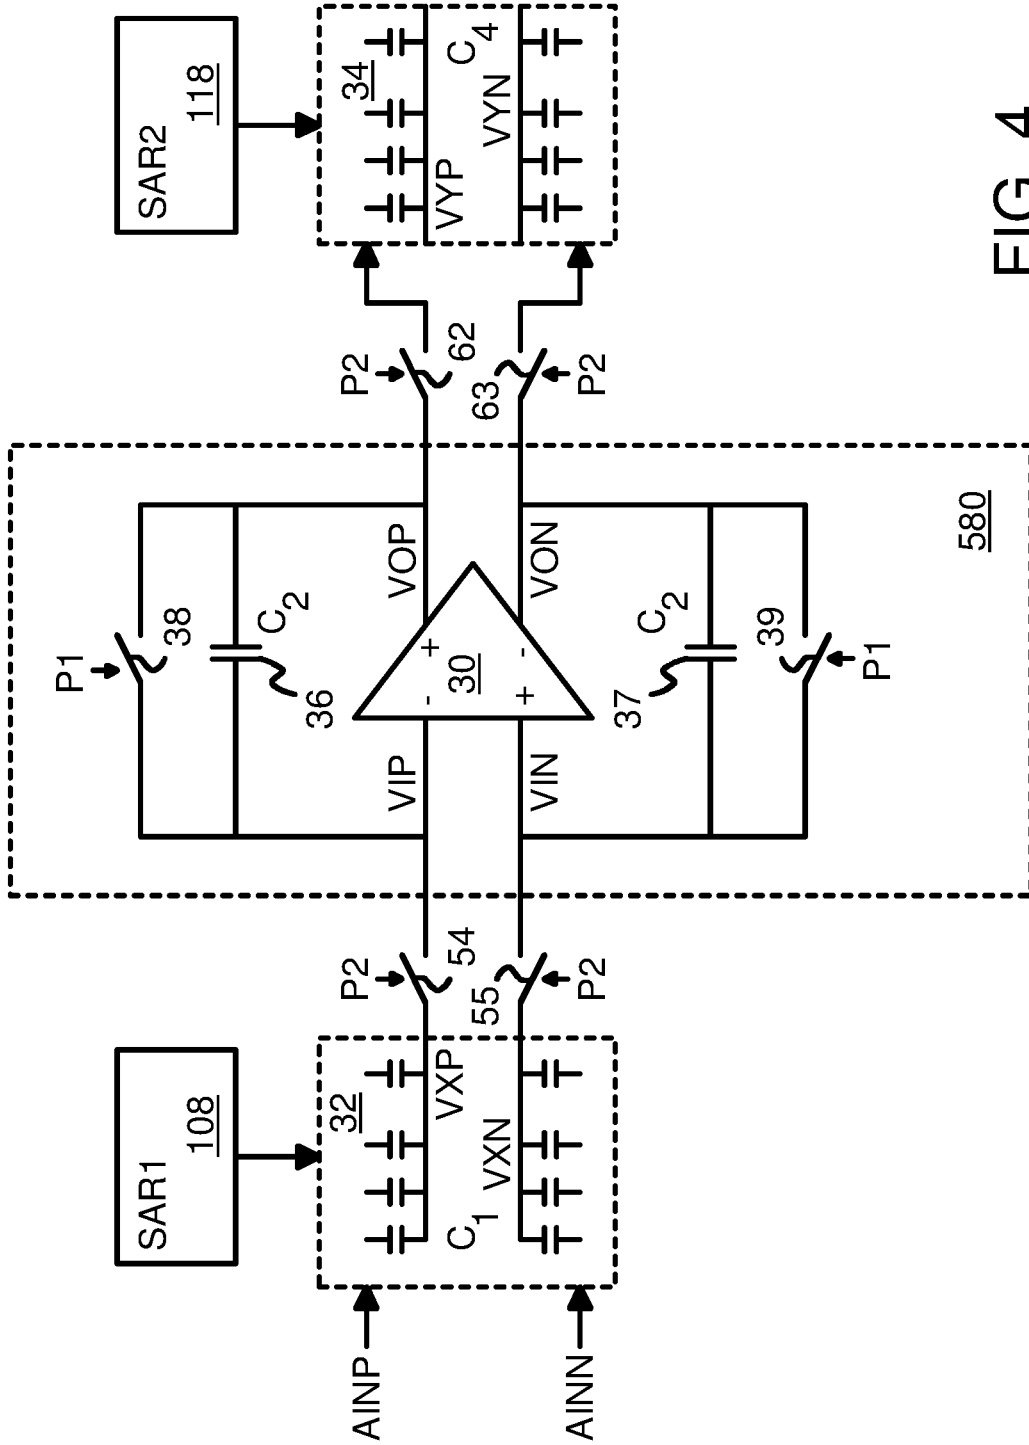 SAR1
108
SAR2
118
AINP
AINN
32
C1
VXP
VXN
P2
54
55
P2
P1
38
C2
36
VIP
VIN
-
+
30
+
-
VOP
VON
37
C2
39
P1
580
P2
62
63
P2
34
VYP
VYN
C4
FIG. 4